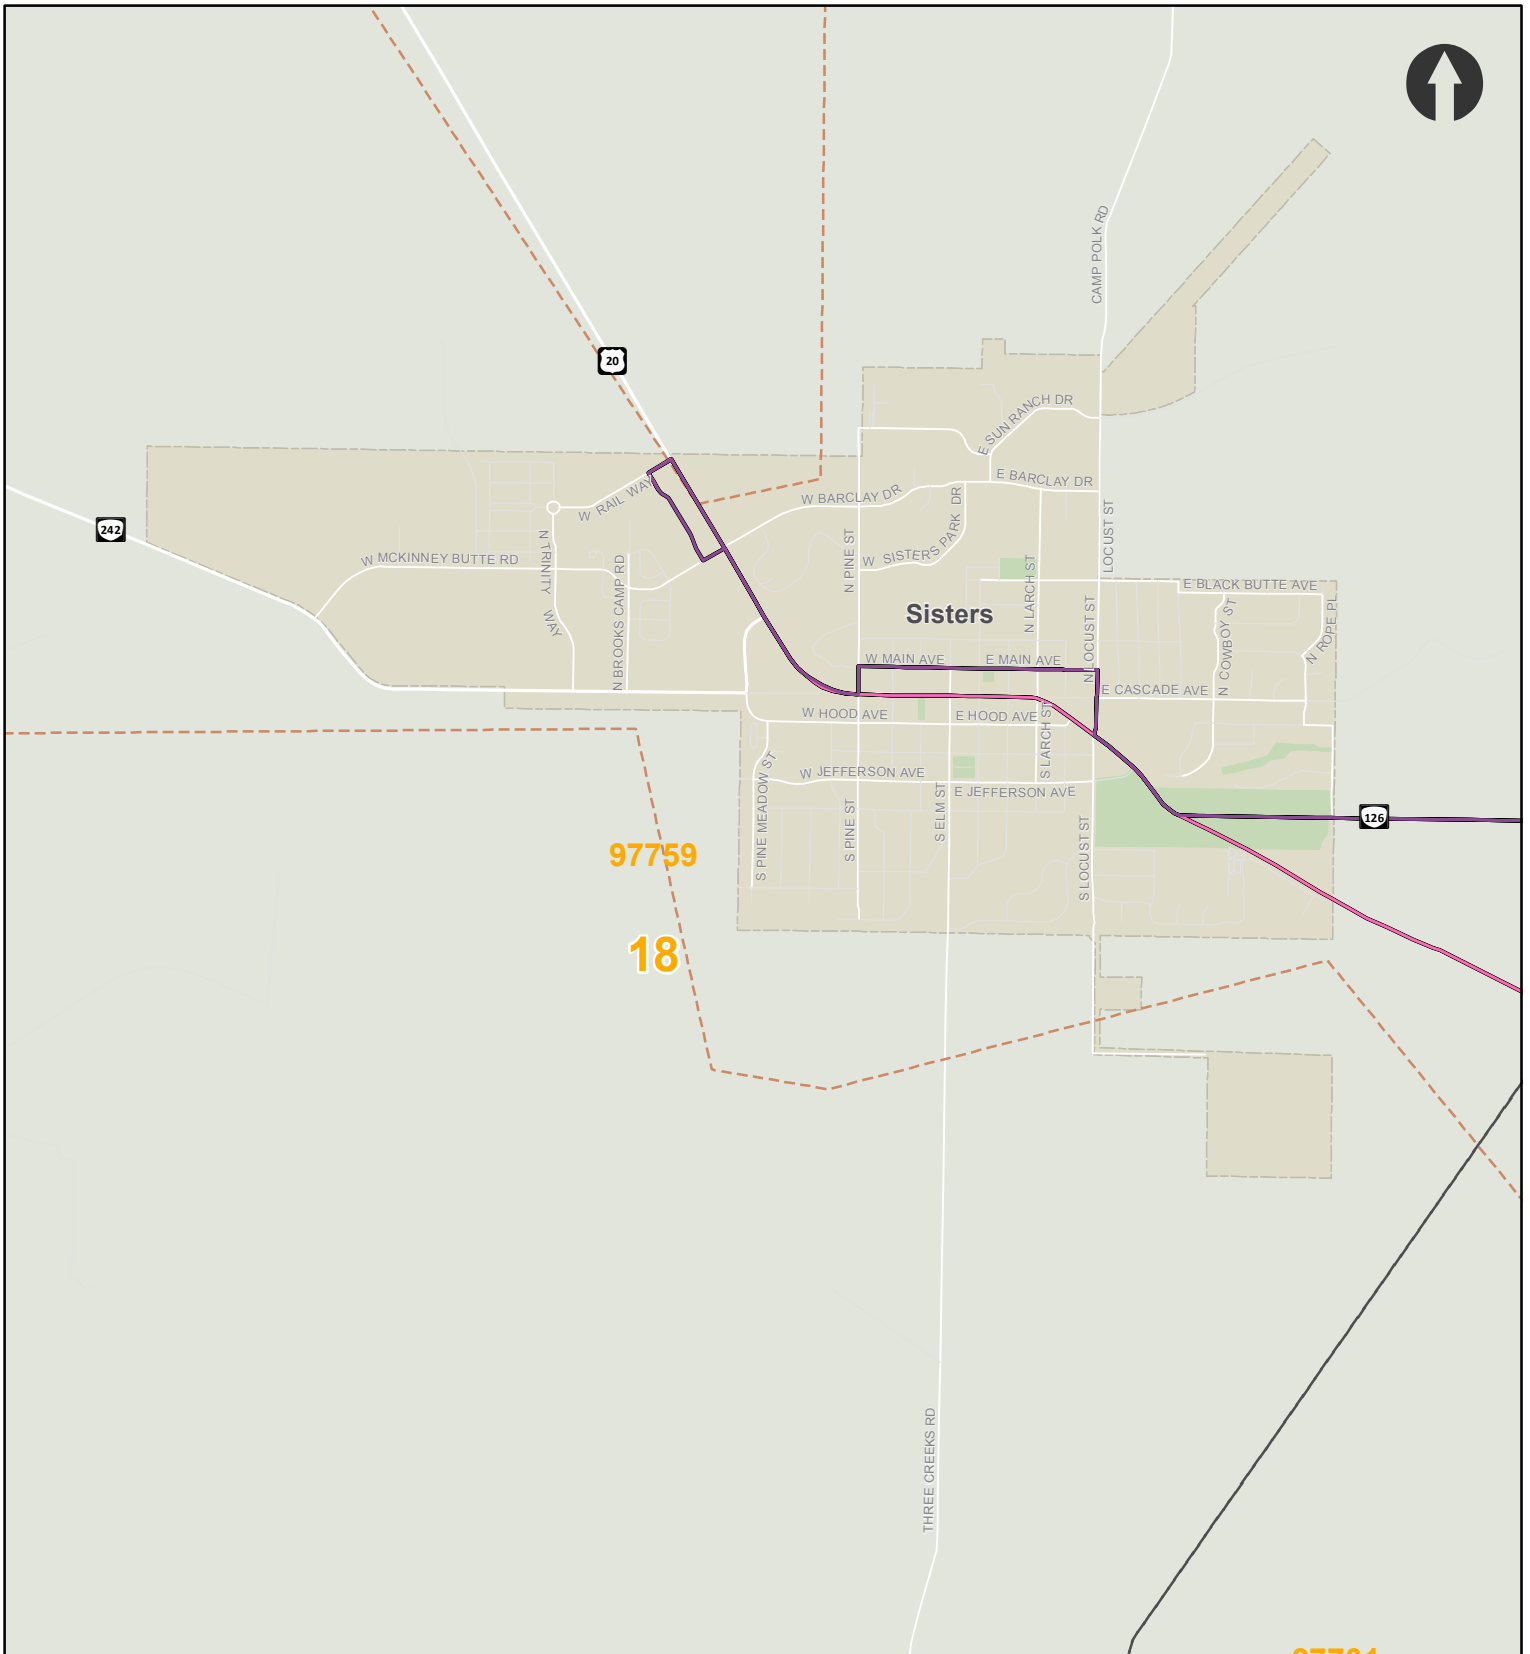 CAMP POLK RD
20
E SUN RANCH DR
E BARCLAY DR
W BARCLAY DR
W RAIL WAY
242
LOCUST ST
W SISTERS PARK DR
N PINE ST
N TRINITY WAY
W MCKINNEY BUTTE RD
N BROOKS CAMP RD
N LARCH ST
E BLACK BUTTE AVE
Sisters
N LOCUST ST
N COWBOY ST
N ROPE PL
W MAIN AVE
E MAIN AVE
E CASCADE AVE
W HOOD AVE
E HOOD AVE
S LARCH ST
W JEFFERSON AVE
E JEFFERSON AVE
S PINE MEADOW ST
S PINE ST
S ELM ST
S LOCUST ST
126
97759
18
THREE CREEKS RD